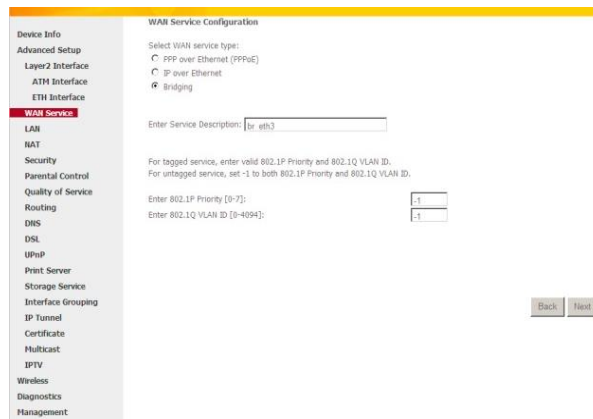 Device Info
Advanced Setup
Layer2 Interface
ATM Interface
ETH Interface
WAN Service
LAN
NAT
Security
Parental Control
Quality of Service
Routing
DNS
DSL
UPnP
Print Server
Storage Service
Interface Grouping
IP Tunnel
Certificate
Multicast
IPTV
Wireless
Diagnostics
Management
WAN Service Configuration
Select WAN service type:
PPP over Ethernet (PPPoE)
IP over Ethernet
Bridging
Enter Service Description: br_eth3
For tagged service, enter valid 802.1P Priority and 802.1Q VLAN ID.
For untagged service, set -1 to both 802.1P Priority and 802.1Q VLAN ID.
Enter 802.1P Priority [0-7]: -1
Enter 802.1Q VLAN ID [0-4094]: -1
Back Next